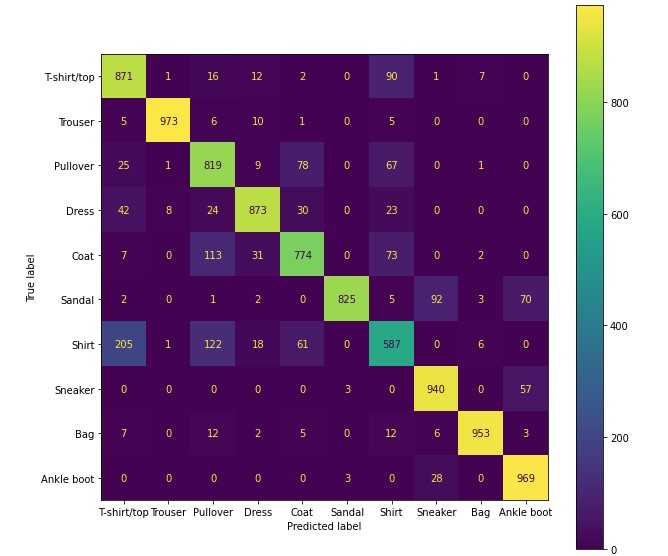 T-shirt/top 871 1 16 12 2 0 90 1 7 0
Trouser 5 973 6 10 1 0 5 0 0 0
Pullover 25 1 819 9 78 0 67 0 1 0
Dress 42 8 24 873 30 0 23 0 0 0
Coat 7 0 113 31 774 0 73 0 2 0
Sandal 2 0 1 2 0 825 5 92 3 70
Shirt 205 1 122 18 61 0 587 0 6 0
Sneaker 0 0 0 0 0 3 0 940 0 57
Bag 7 0 12 2 5 0 12 6 953 3
Ankle boot 0 0 0 0 0 3 0 28 0 969
T-shirt/top Trouser Pullover Dress Coat Sandal Shirt Sneaker Bag Ankle boot
Predicted label
True label
800
600
400
200
0